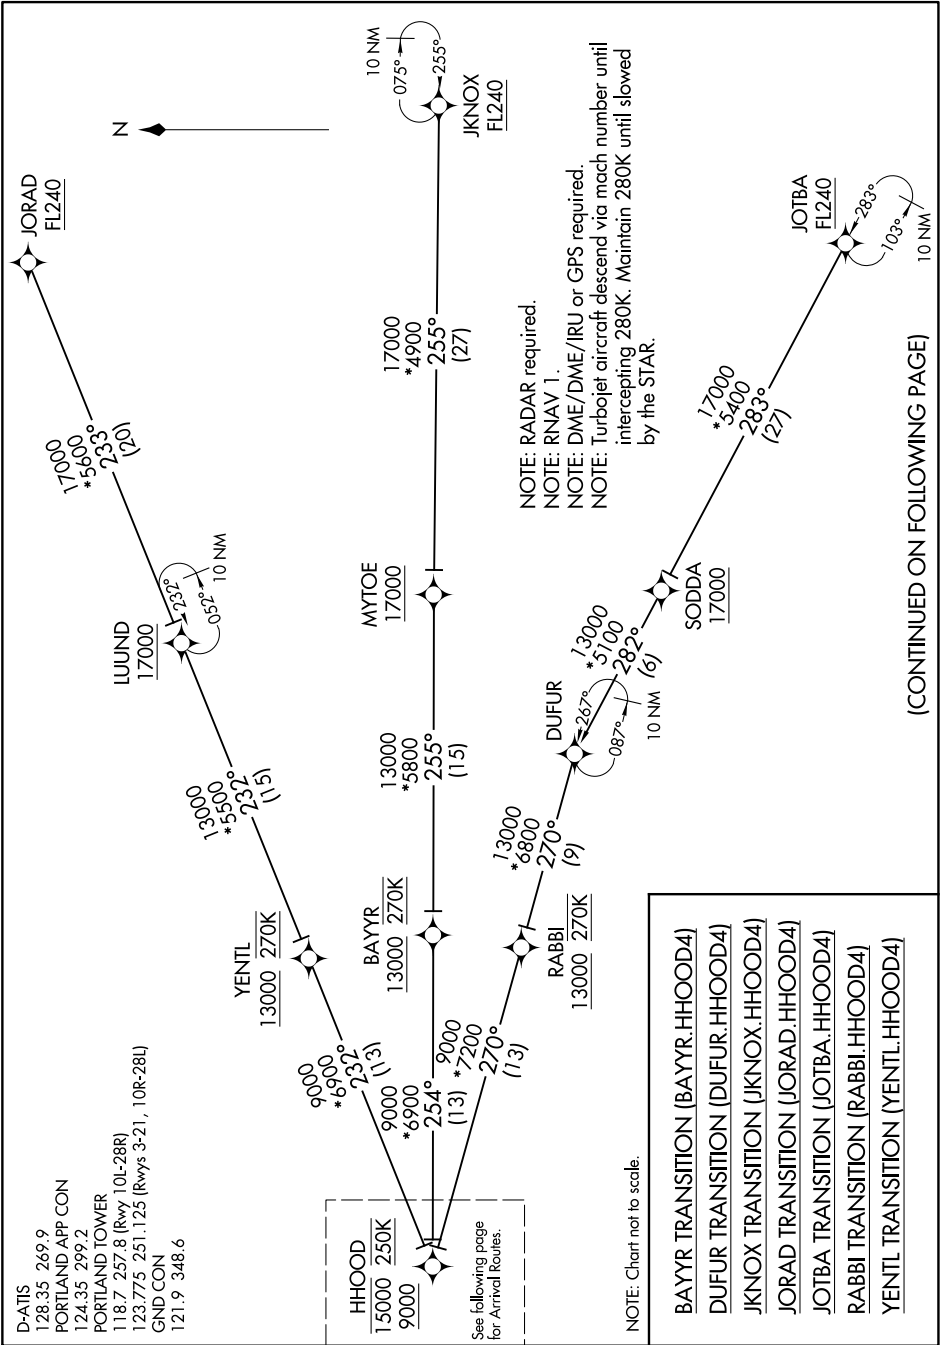 D-ATIS
128.35 269.9
PORTLAND APP CON
124.35 299.2
PORTLAND TOWER
118.7 257.8 (Rwy 10L-28R)
123.775 251.125 (Rwys 3-21, 10R-28L)
GND CON
121.9 348.6
N
JORAD
FL240
17000
*5600
233°
(20)
LUUND
17000
232°
052°
10 NM
13000
*5500
232°
(15)
YENTL
13000 270K
9000
*6900
232°
(13)
JKNOX
FL240
10 NM
075°
255°
17000
*4900
255°
(27)
MYTOE
17000
13000
*5800
255°
(15)
BAYYR
13000 270K
9000
*6900
254°
(13)
JOTBA
FL240
283°
103°
10 NM
17000
*5400
283°
(27)
SODDA
17000
13000
*5100
282°
(6)
DUFUR
267°
087°
10 NM
13000
*6800
270°
(9)
RABBI
13000 270K
9000
*7200
270°
(13)
HHOOD
15000 250K
9000
See following page
for Arrival Routes.
NOTE: RADAR required.
NOTE: RNAV 1.
NOTE: DME/DME/IRU or GPS required.
NOTE: Turbojet aircraft descend via mach number until
intercepting 280K. Maintain 280K until slowed
by the STAR.
NOTE: Chart not to scale.
(CONTINUED ON FOLLOWING PAGE)
BAYYR TRANSITION (BAYYR.HHOOD4)
DUFUR TRANSITION (DUFUR.HHOOD4)
JKNOX TRANSITION (JKNOX.HHOOD4)
JORAD TRANSITION (JORAD.HHOOD4)
JOTBA TRANSITION (JOTBA.HHOOD4)
RABBI TRANSITION (RABBI.HHOOD4)
YENTL TRANSITION (YENTL.HHOOD4)